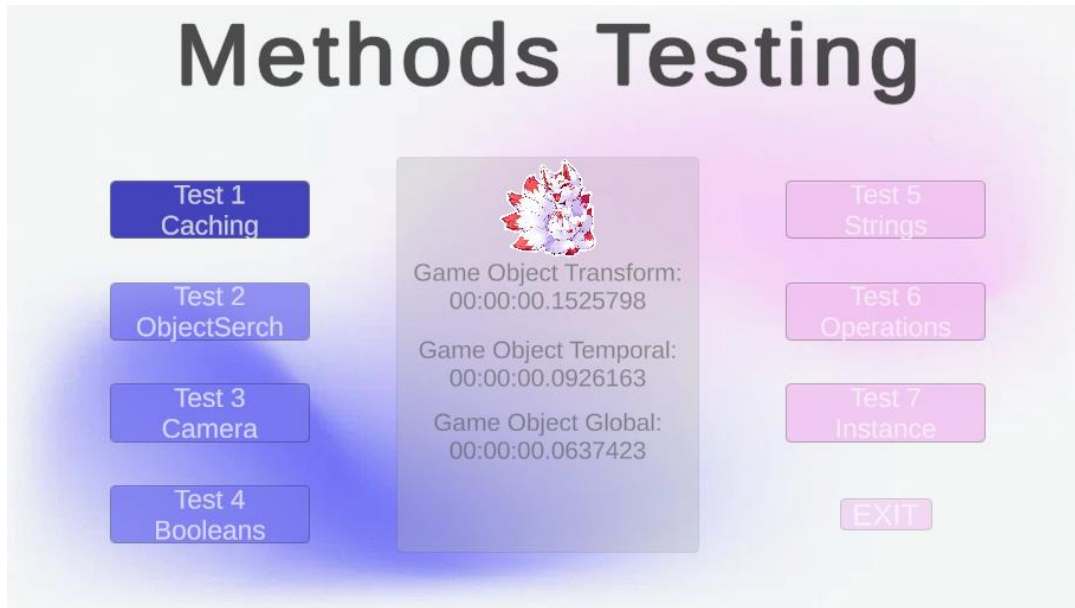 Methods Testing
Test 1
Caching
Test 2
ObjectSerch
Test 3
Camera
Test 4
Booleans
Game Object Transform:
00:00:00.1525798
Game Object Temporal:
00:00:00.0926163
Game Object Global:
00:00:00.0637423
Test 5
Strings
Test 6
Operations
Test 7
Instance
EXIT